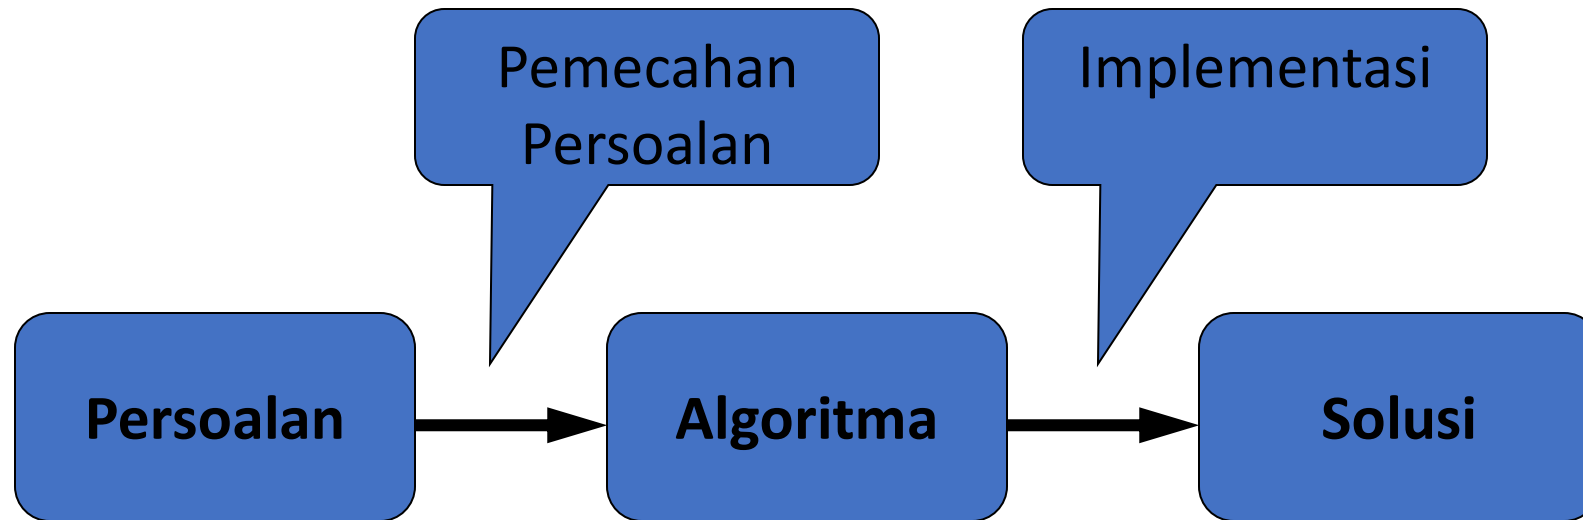 Pemecahan
Persoalan
Implementasi
Persoalan
Algoritma
Solusi